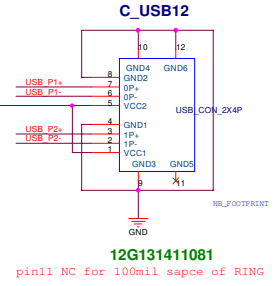 C_USB12
10 12
GND4 GND6
8 GND2
USB_P1+ 7 0P+
USB_P1- 6 0P-
5 VCC2
USB_CON_2X4P
4 GND1
USB_P2+ 3 1P+
USB_P2- 2 1P-
1 VCC1
GND3 GND5
9 11
NB_FOOTPRINT
GND
12G131411081
pin11 NC for 100mil sapce of RING